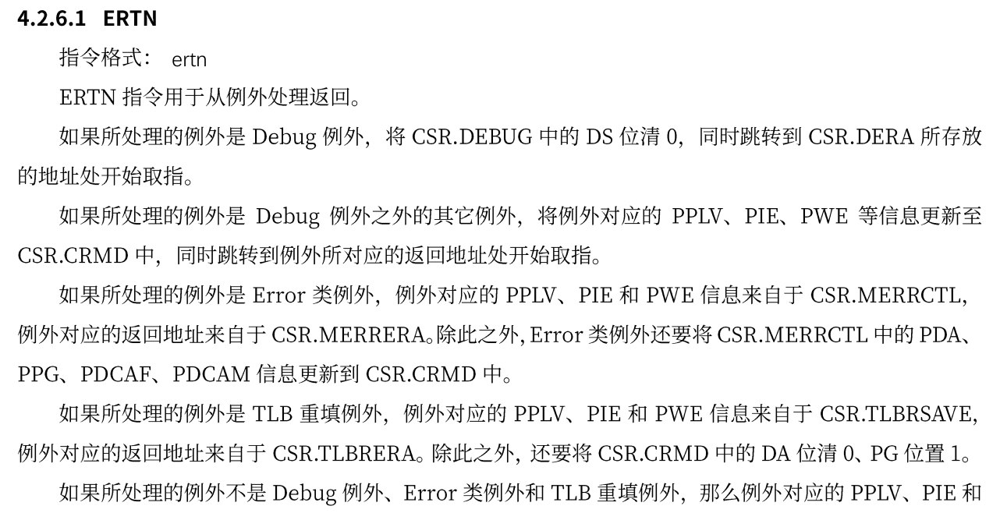 4.2.6.1 ERTN
指令格式： ertn
ERTN 指令用于从例外处理返回。
如果所处理的例外是 Debug 例外，将 CSR.DEBUG 中的 DS 位清 0，同时跳转到 CSR.DERA 所存放
的地址处开始取指。
如果所处理的例外是 Debug 例外之外的其它例外，将例外对应的 PPLV、PIE、PWE 等信息更新至
CSR.CRMD 中，同时跳转到例外所对应的返回地址处开始取指。
如果所处理的例外是 Error 类例外，例外对应的 PPLV、PIE 和 PWE 信息来自于 CSR.MERRCTL，
例外对应的返回地址来自于 CSR.MERRERA。除此之外，Error 类例外还要将 CSR.MERRCTL 中的 PDA、
PPG、PDCAF、PDCAM 信息更新到 CSR.CRMD 中。
如果所处理的例外是 TLB 重填例外，例外对应的 PPLV、PIE 和 PWE 信息来自于 CSR.TLBRSAVE，
例外对应的返回地址来自于 CSR.TLBRERA。除此之外，还要将 CSR.CRMD 中的 DA 位清 0、PG 位置 1。
如果所处理的例外不是 Debug 例外、Error 类例外和 TLB 重填例外，那么例外对应的 PPLV、PIE 和